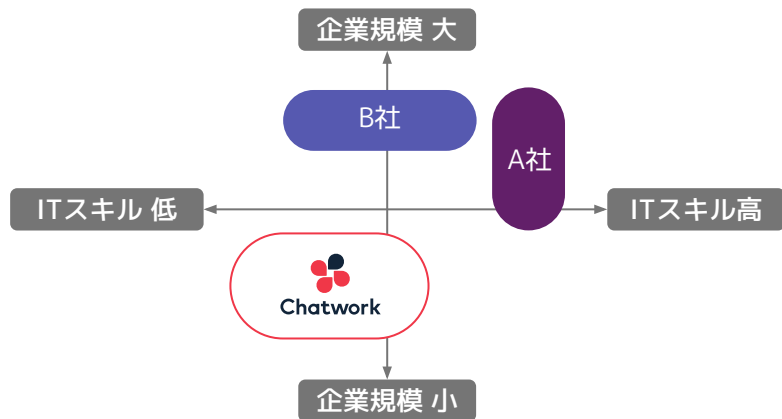 企業規模 大
B社
A社
ITスキル 低
ITスキル高
Chatwork
企業規模 小